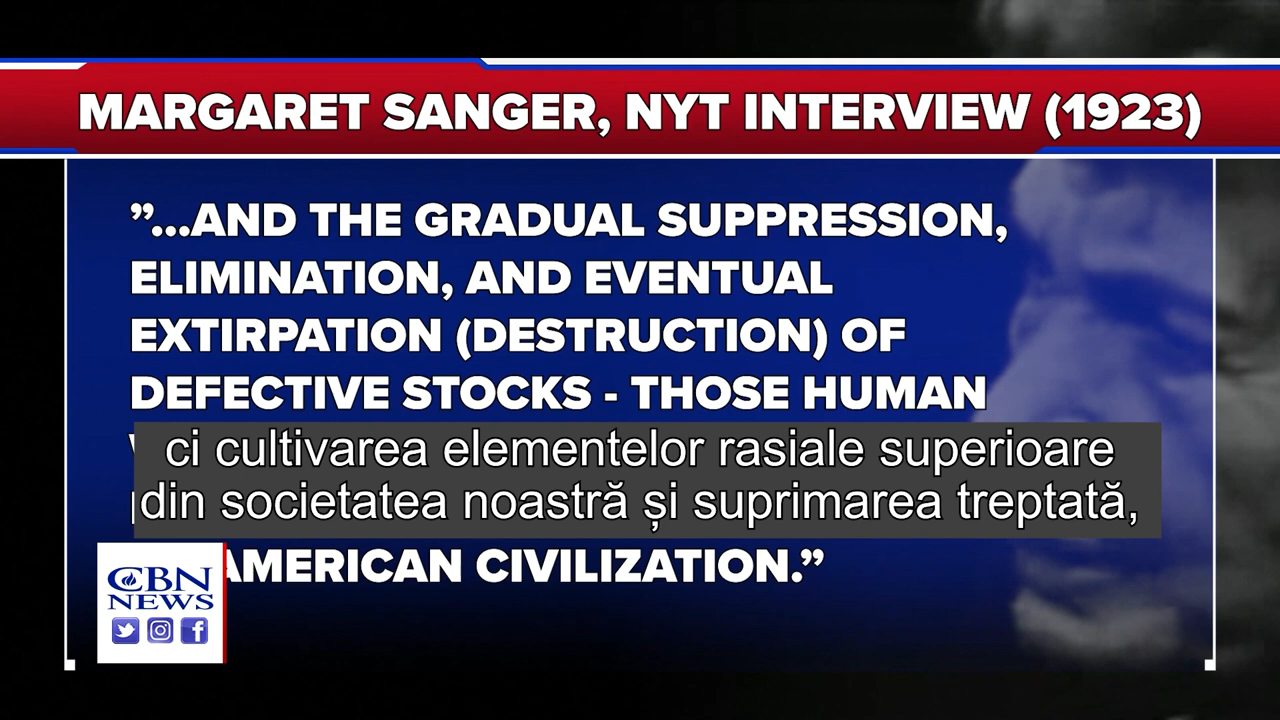 MARGARET SANGER, NYT INTERVIEW (1923)
”...AND THE GRADUAL SUPPRESSION,
ELIMINATION, AND EVENTUAL
EXTIRPATION (DESTRUCTION) OF
DEFECTIVE STOCKS - THOSE HUMAN
ci cultivarea elementelor rasiale superioare
din societatea noastră și suprimarea treptată,
AMERICAN CIVILIZATION.”
CBN
NEWS